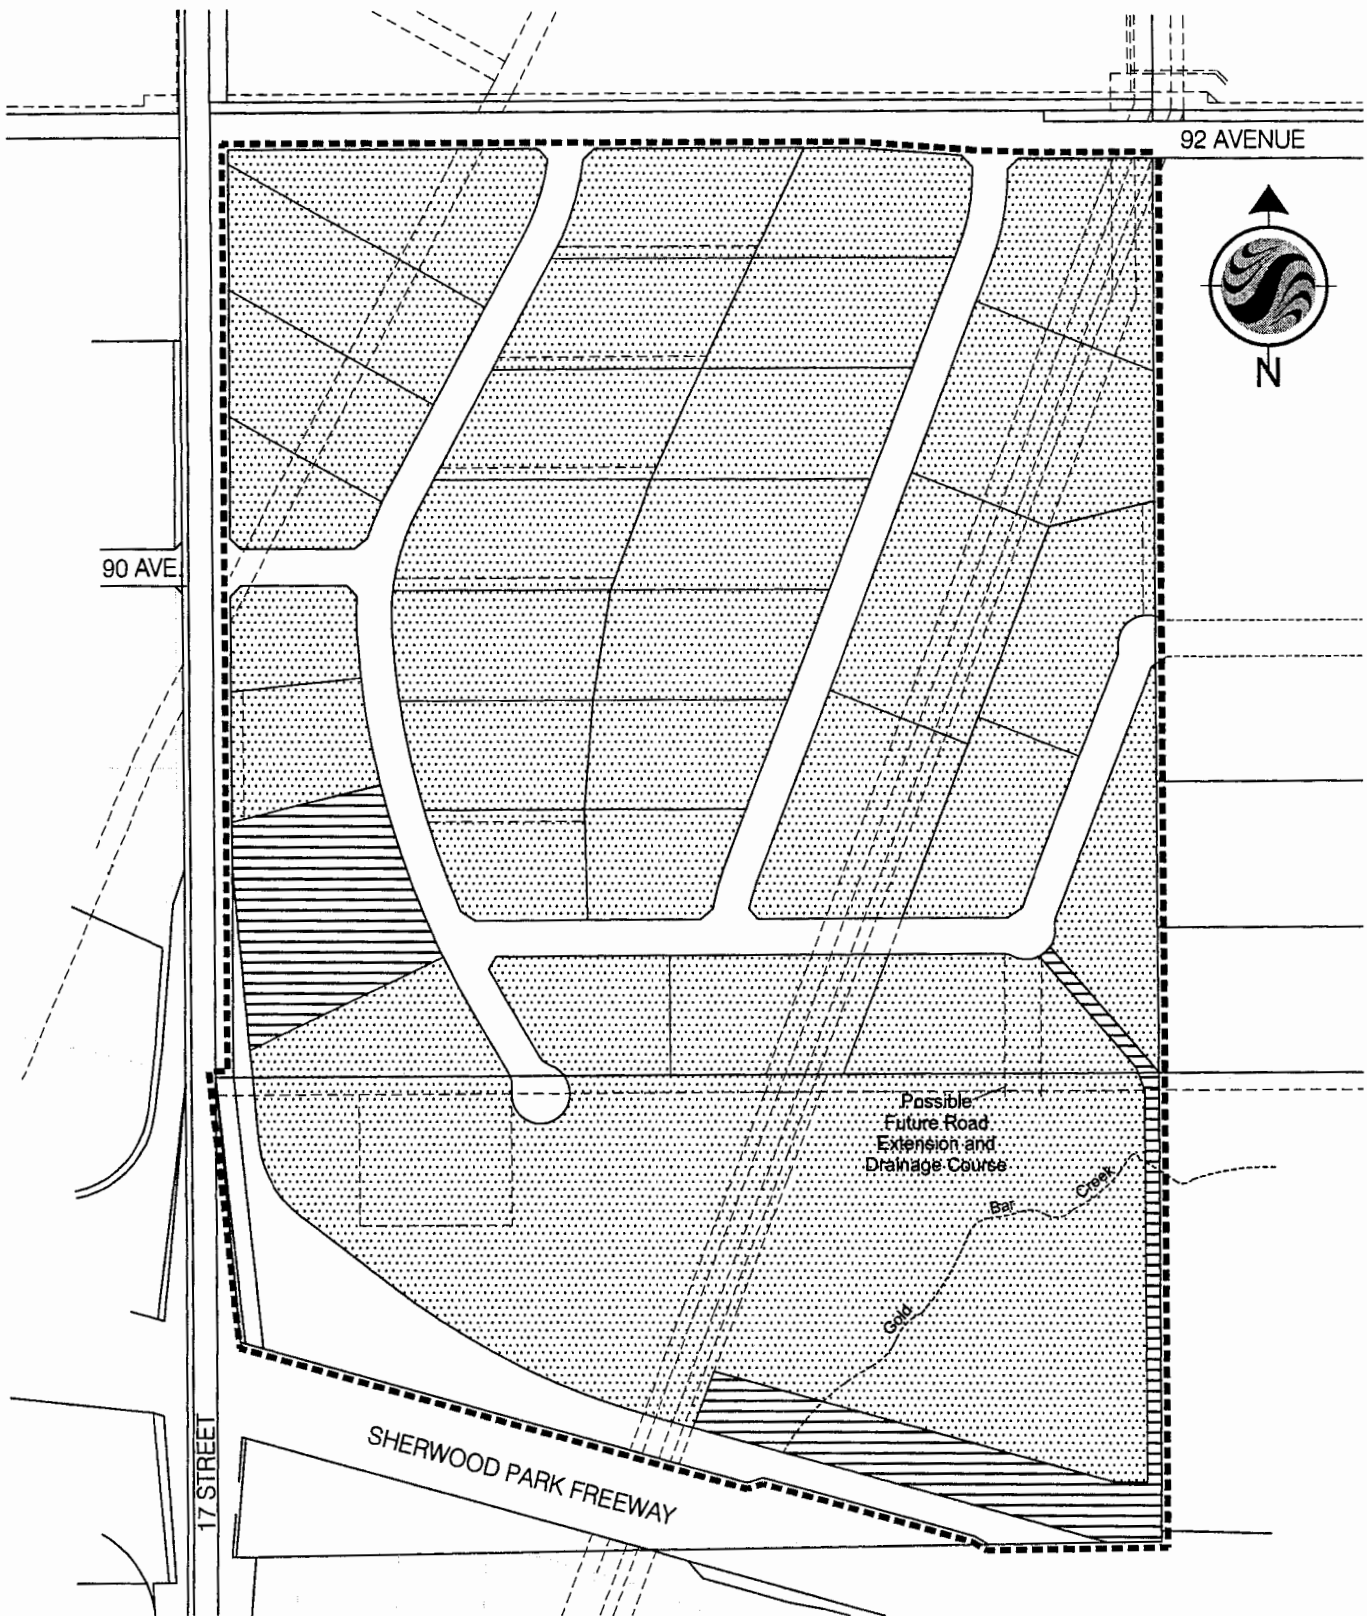 92 AVENUE
N
90 AVE.
Possible
Future Road
Extension and
Drainage Course
Creek
Bar
Gold
SHERWOOD PARK FREEWAY
17 STREET